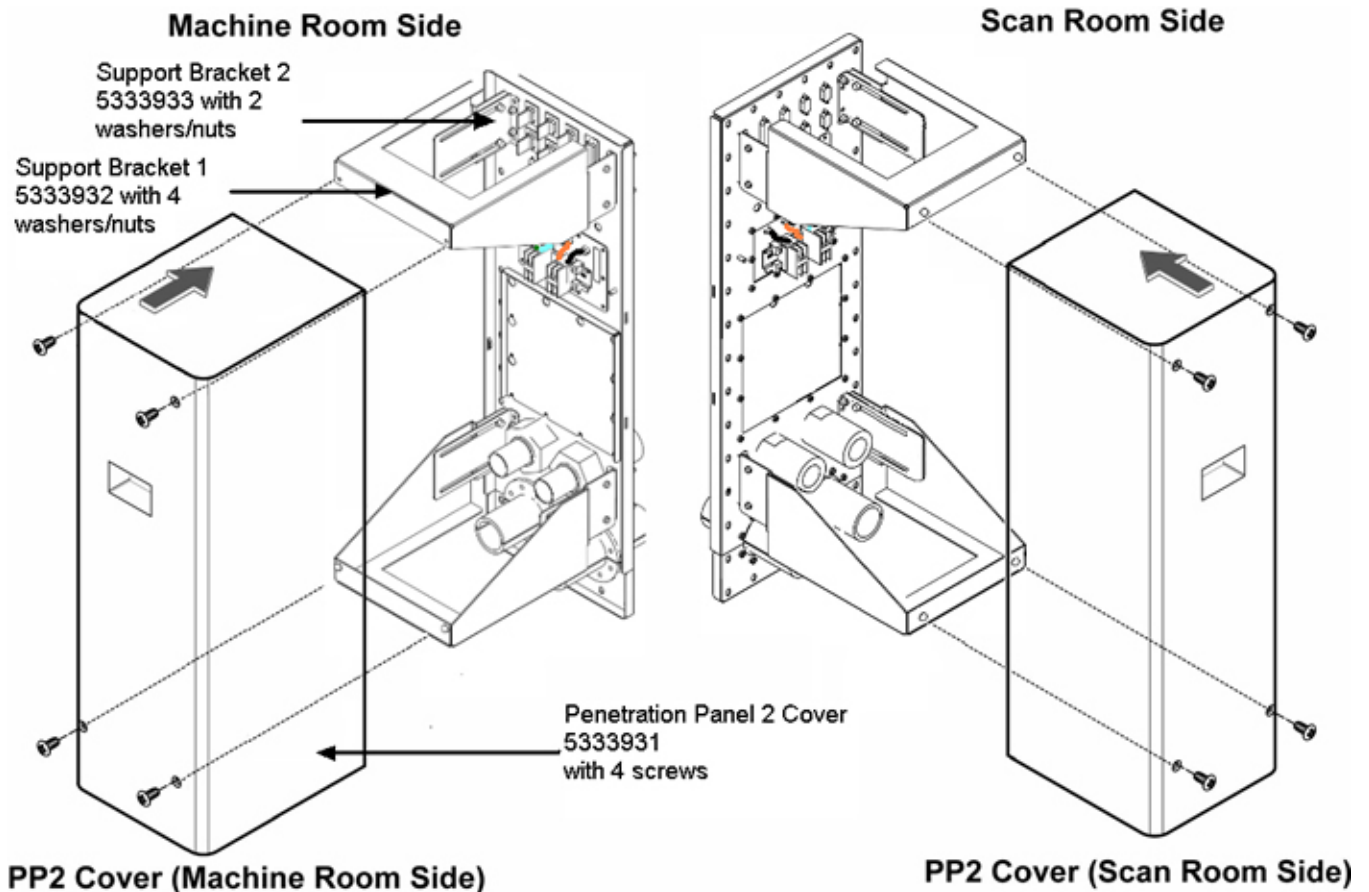 Machine Room Side
Scan Room Side
Support Bracket 2
5333933 with 2
washers/nuts
Support Bracket 1
5333932 with 4
washers/nuts
Penetration Panel 2 Cover
5333931
with 4 screws
PP2 Cover (Machine Room Side)
PP2 Cover (Scan Room Side)